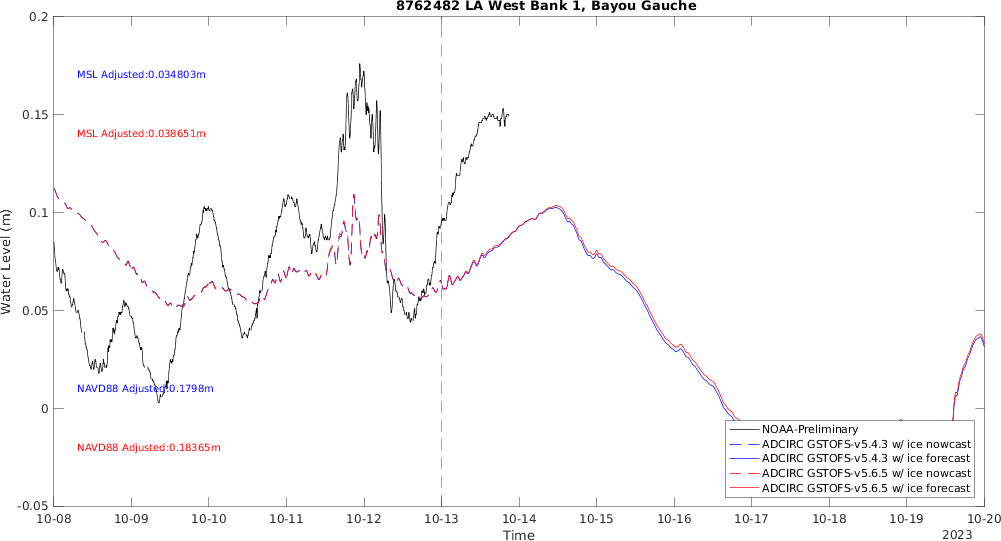 8762482 LA West Bank 1, Bayou Gauche
0.2
MSL Adjusted:0.034803m
MSL Adjusted:0.038651m
0.15
0.1
Water Level (m)
0.05
NAVD88 Adjusted:0.1798m
0
NAVD88 Adjusted:0.18365m
NOAA-Preliminary
ADCIRC GSTOFS-v5.4.3 w/ ice nowcast
ADCIRC GSTOFS-v5.4.3 w/ ice forecast
ADCIRC GSTOFS-v5.6.5 w/ ice nowcast
ADCIRC GSTOFS-v5.6.5 w/ ice forecast
-0.05
10-08 10-09 10-10 10-11 10-12 10-13 10-14 10-15 10-16 10-17 10-18 10-19 10-20
Time
2023